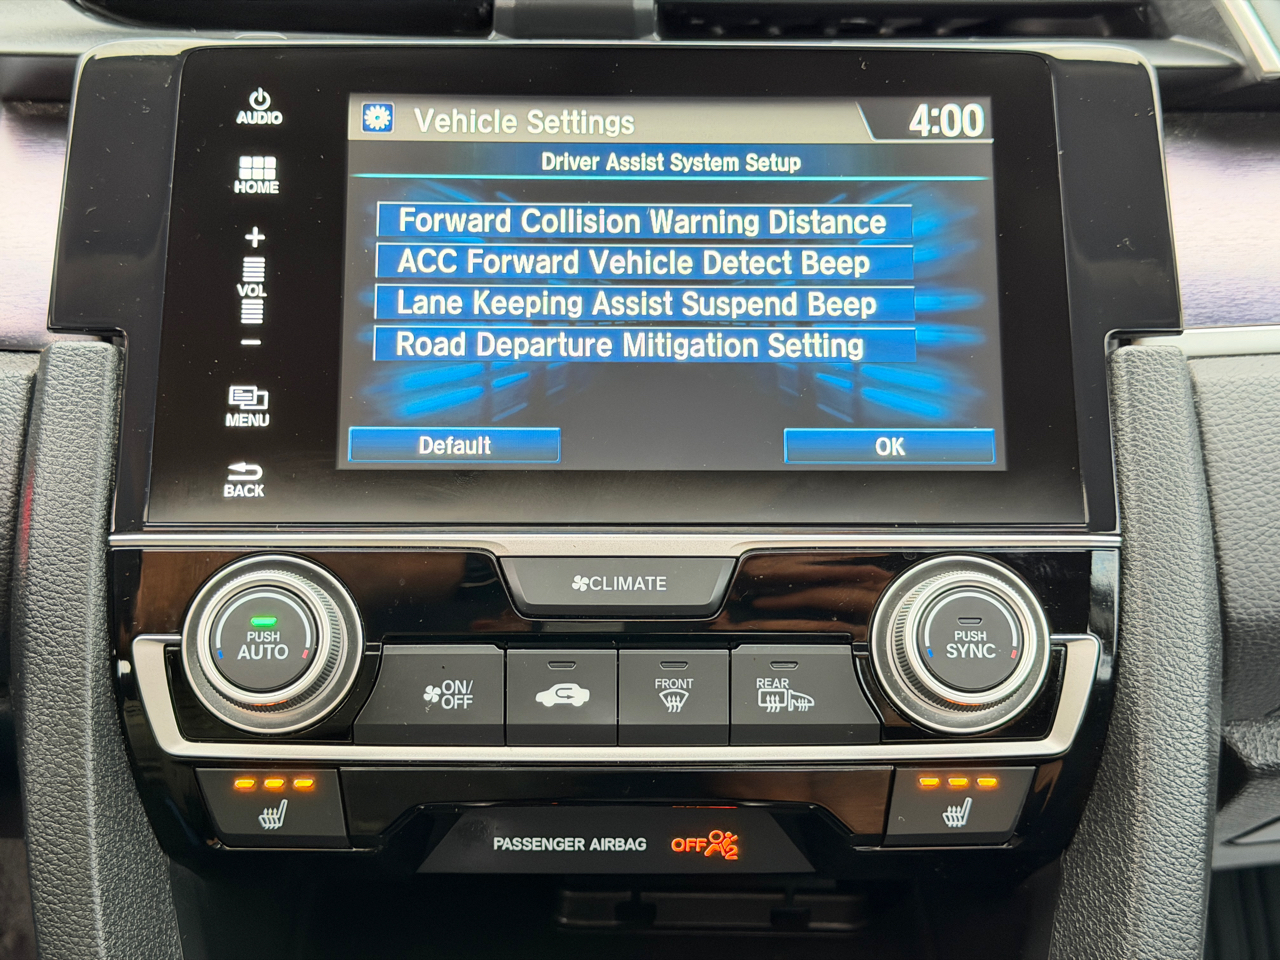 AUDIO
HOME
VOL
MENU
BACK
Vehicle Settings
4:00
Driver Assist System Setup
Forward Collision Warning Distance
ACC Forward Vehicle Detect Beep
Lane Keeping Assist Suspend Beep
Road Departure Mitigation Setting
Default
OK
CLIMATE
PUSH
AUTO
ON/
OFF
FRONT
REAR
PUSH
SYNC
PASSENGER AIRBAG
OFF
2